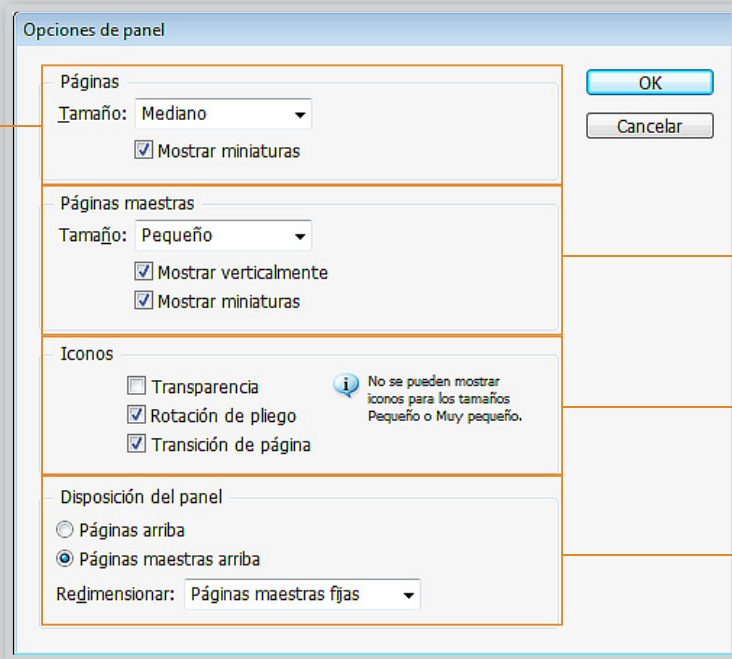 Opciones de panel
Páginas
Tamaño: Mediano
Mostrar miniaturas
OK
Cancelar
Páginas maestras
Tamaño: Pequeño
Mostrar verticalmente
Mostrar miniaturas
Iconos
Transparencia
Rotación de pliego
Transición de página
No se pueden mostrar
iconos para los tamaños
Pequeño o Muy pequeño.
Disposición del panel
Páginas arriba
Páginas maestras arriba
Redimensionar: Páginas maestras fijas